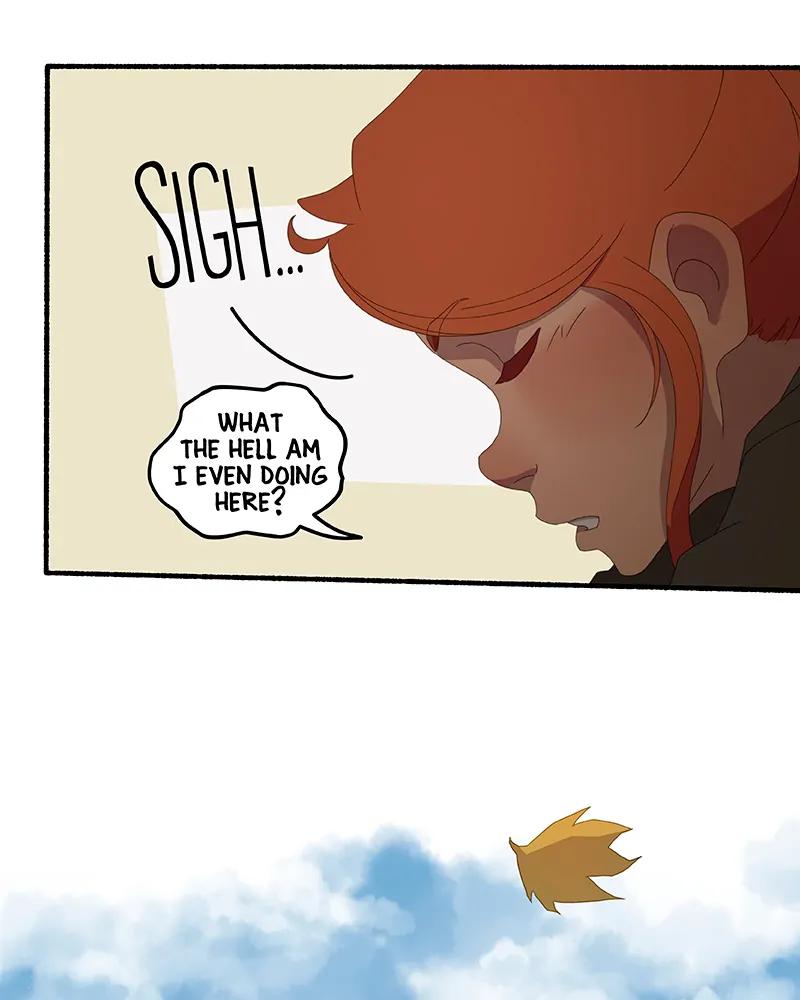 SIGH...
WHAT
THE HELL AM
I EVEN DOING
HERE?